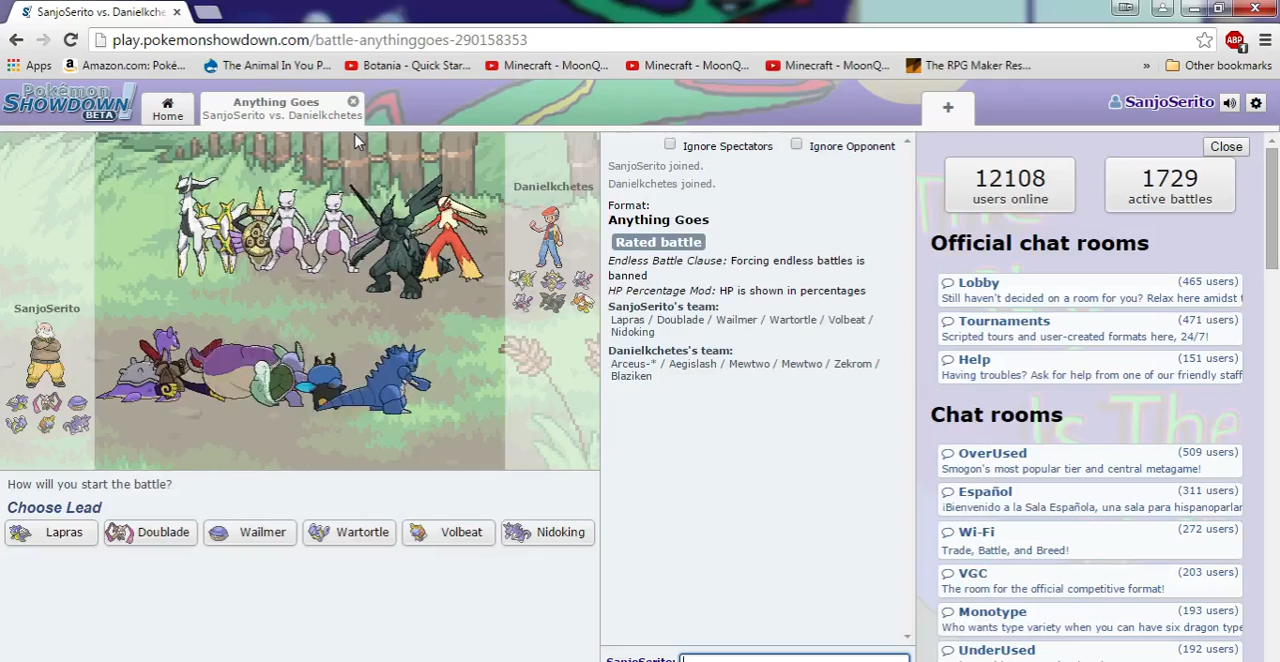 SanjoSerito vs. Danielkche
play.pokemonshowdown.com/battle-anythinggoes-290158353
Apps
Amazon.com: Poké...
The Animal In You P...
Botania - Quick Star...
Minecraft - MoonQ...
Minecraft - MoonQ...
Minecraft - MoonQ...
The RPG Maker Res...
»
Other bookmarks
ABP
1
Pokémon
SHOWDOWN!
BETA
Home
Anything Goes
SanjoSerito vs. Danielkchetes
+
SanjoSerito
SanjoSerito
Danielkchetes
How will you start the battle?
Choose Lead
Lapras
Doublade
Wailmer
Wartortle
Volbeat
Nidoking
Ignore Spectators
Ignore Opponent
SanjoSerito joined.
Danielkchetes joined.
Format:
Anything Goes
Rated battle
Endless Battle Clause: Forcing endless battles is
banned
HP Percentage Mod: HP is shown in percentages
SanjoSerito's team:
Lapras / Doublade / Wailmer / Wartortle / Volbeat /
Nidoking
Danielkchetes's team:
Arceus-* / Aegislash / Mewtwo / Mewtwo / Zekrom /
Blaziken
SanjoSerito:
Close
12108
users online
1729
active battles
Official chat rooms
Lobby
(465 users)
Still haven't decided on a room for you? Relax here amidst t
Tournaments
(471 users)
Scripted tours and user-created formats here, 24/7!
Help
(151 users)
Having troubles? Ask for help from one of our friendly staff
Chat rooms
OverUsed
(509 users)
Smogon's most popular tier and central metagame!
Español
(311 users)
¡Bienvenido a la Sala Española, una sala para hispanoparlar
Wi-Fi
(272 users)
Trade, Battle, and Breed!
VGC
(203 users)
The room for the official competitive format!
Monotype
(193 users)
Who wants type variety when you can have six dragon type
UnderUsed
(192 users)